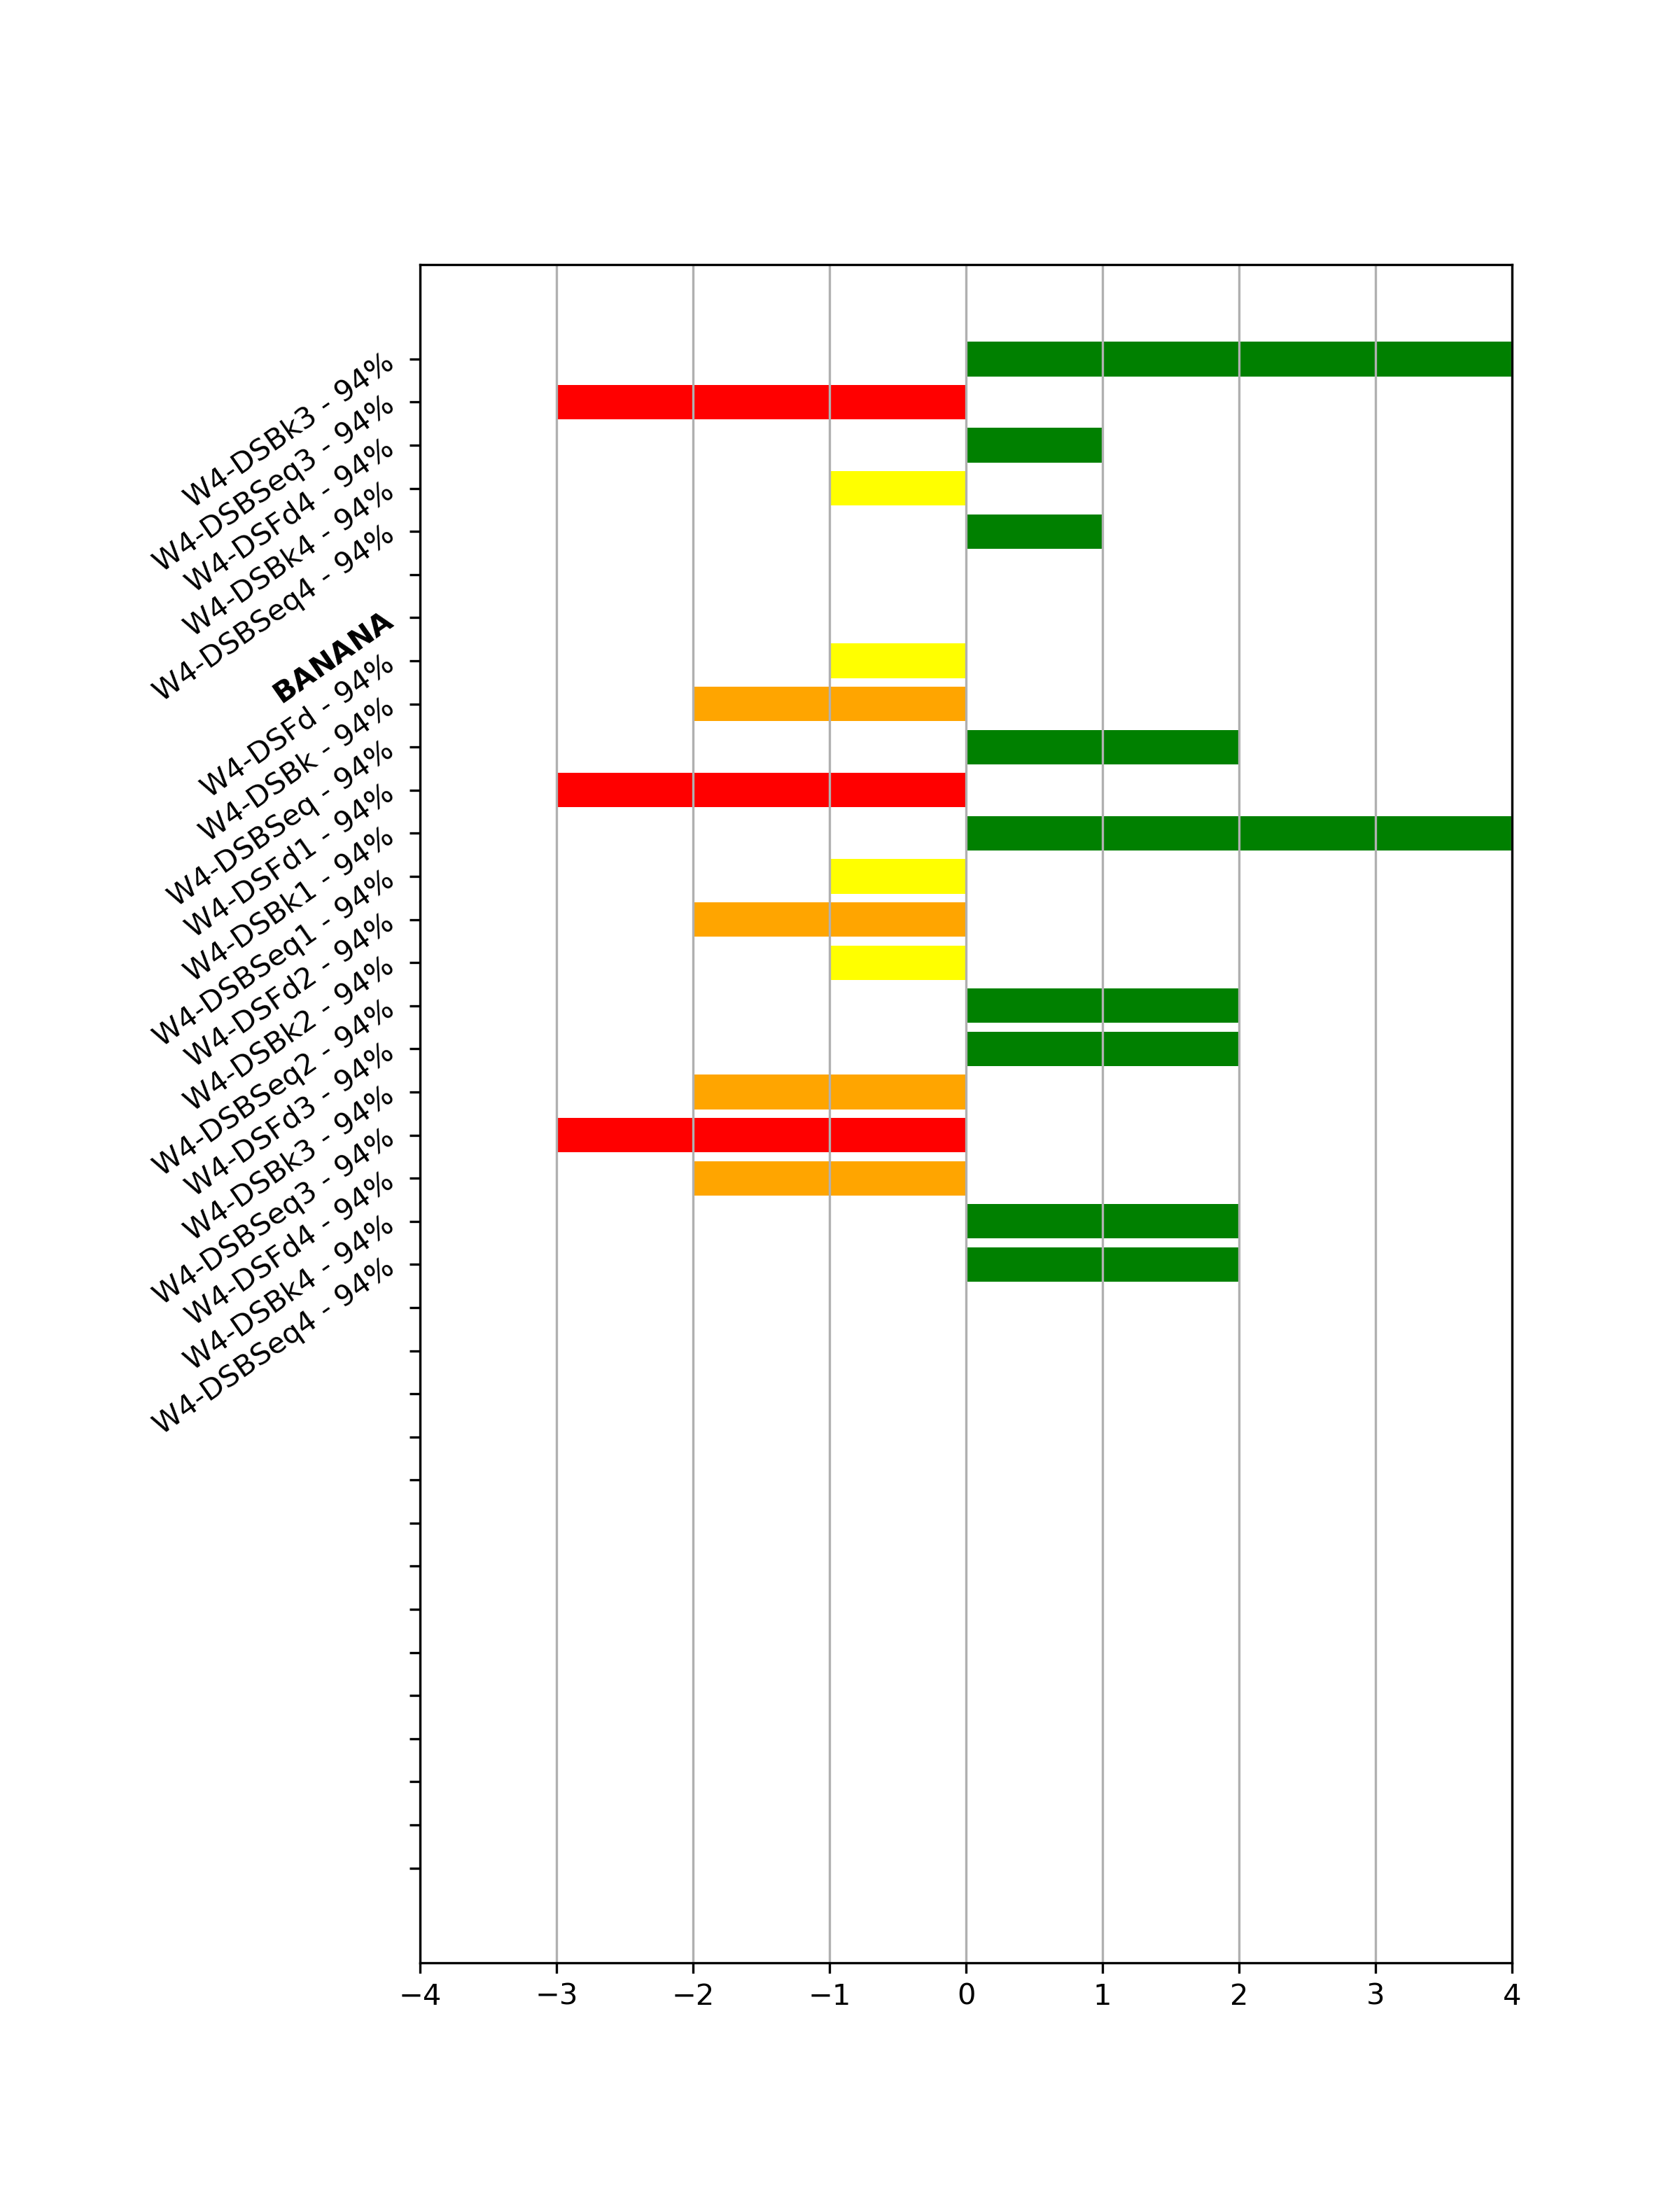 W4-DSBk3 - 94%
W4-DSBSeq3 - 94%
W4-DSFd4 - 94%
W4-DSBk4 - 94%
W4-DSBSeq4 - 94%
BANANA
W4-DSFd - 94%
W4-DSBk - 94%
W4-DSBSeq - 94%
W4-DSFd1 - 94%
W4-DSBk1 - 94%
W4-DSBSeq1 - 94%
W4-DSFd2 - 94%
W4-DSBk2 - 94%
W4-DSBSeq2 - 94%
W4-DSFd3 - 94%
W4-DSBk3 - 94%
W4-DSBSeq3 - 94%
W4-DSFd4 - 94%
W4-DSBk4 - 94%
W4-DSBSeq4 - 94%
−4 −3 −2 −1 0 1 2 3 4